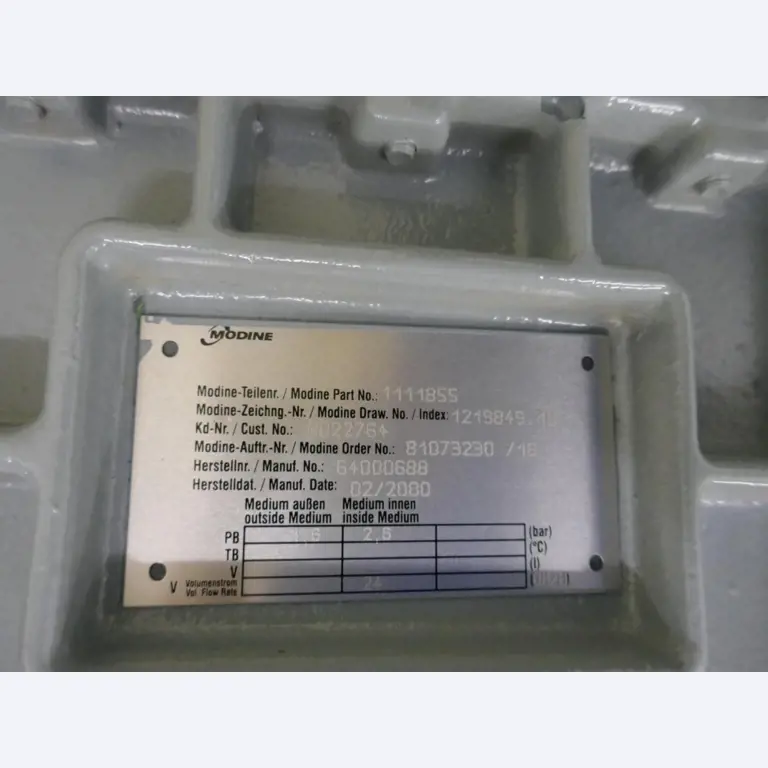 MODINE
Modine-Teilenr. / Modine Part No.: 1111855
Modine-Zeichng.-Nr. / Modine Draw. No. / Index:
Kd-Nr. / Cust. No.:
Modine-Auftr.-Nr. / Modine Order No.: 81073230 /16
Herstellnr. / Manuf. No.: 64000688
Herstelldat. / Manuf. Date: 02/2000
Medium außen Medium innen
outside Medium inside Medium
PB 2,6 (bar)
TB (°C)
V (l)
V Volumenstrom
Vol. Flow Rate 24